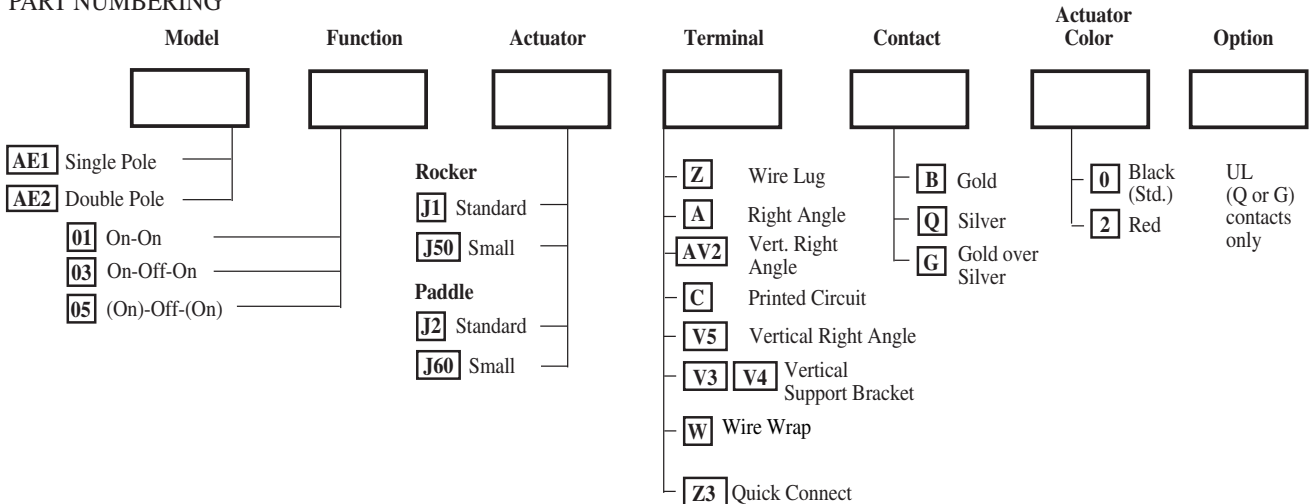 PART NUMBERING
Model
Function
Actuator
Terminal
Contact
Actuator
Color
Option
AE1 Single Pole
AE2 Double Pole
01 On-On
03 On-Off-On
05 (On)-Off-(On)
Rocker
J1 Standard
J50 Small
Paddle
J2 Standard
J60 Small
Z Wire Lug
A Right Angle
AV2 Vert. Right
Angle
C Printed Circuit
V5 Vertical Right Angle
V3 V4 Vertical
Support Bracket
W Wire Wrap
Z3 Quick Connect
B Gold
Q Silver
G Gold over
Silver
0 Black
(Std.)
2 Red
UL
(Q or G)
contacts
only